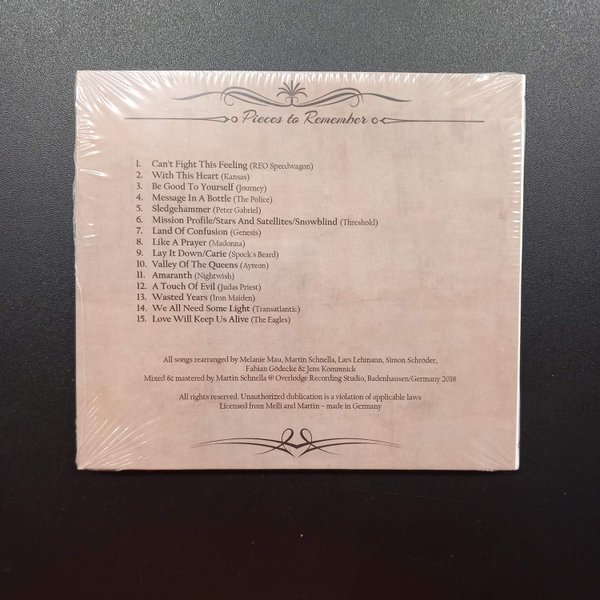 Pieces to Remember
1. Can't Fight This Feeling (REO Speedwagon)
2. With This Heart (Kansas)
3. Be Good To Yourself (Journey)
4. Message In A Bottle (The Police)
5. Sledgehammer (Peter Gabriel)
6. Mission Profile/Stars And Satellites/Snowblind (Threshold)
7. Land Of Confusion (Genesis)
8. Like A Prayer (Madonna)
9. Lay It Down/Carie (Spock's Beard)
10. Valley Of The Queens (Ayreon)
11. Amaranth (Nightwish)
12. A Touch Of Evil (Judas Priest)
13. Wasted Years (Iron Maiden)
14. We All Need Some Light (Transatlantic)
15. Love Will Keep Us Alive (The Eagles)
All songs rearranged by Melanie Mau, Martin Schnella, Lars Lehmann, Simon Schröder,
Fabian Gödecke & Jens Kommnick
Mixed & mastered by Martin Schnella @ Overlodge Recording Studio, Badenhausen/Germany 2018
All rights reserved. Unauthorized dublication is a violation of applicable laws
Licensed from Melli and Martin – made in Germany